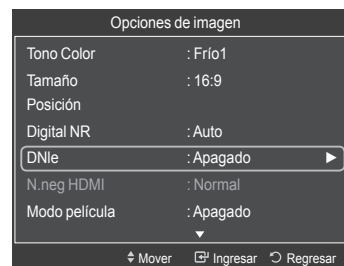 Opciones de imagen
Tono Color : Frío1
Tamaño : 16:9
Posición
Digital NR : Auto
DNIe : Apagado
N.neg HDMI : Normal
Modo película : Apagado
Mover Ingresar Regresar